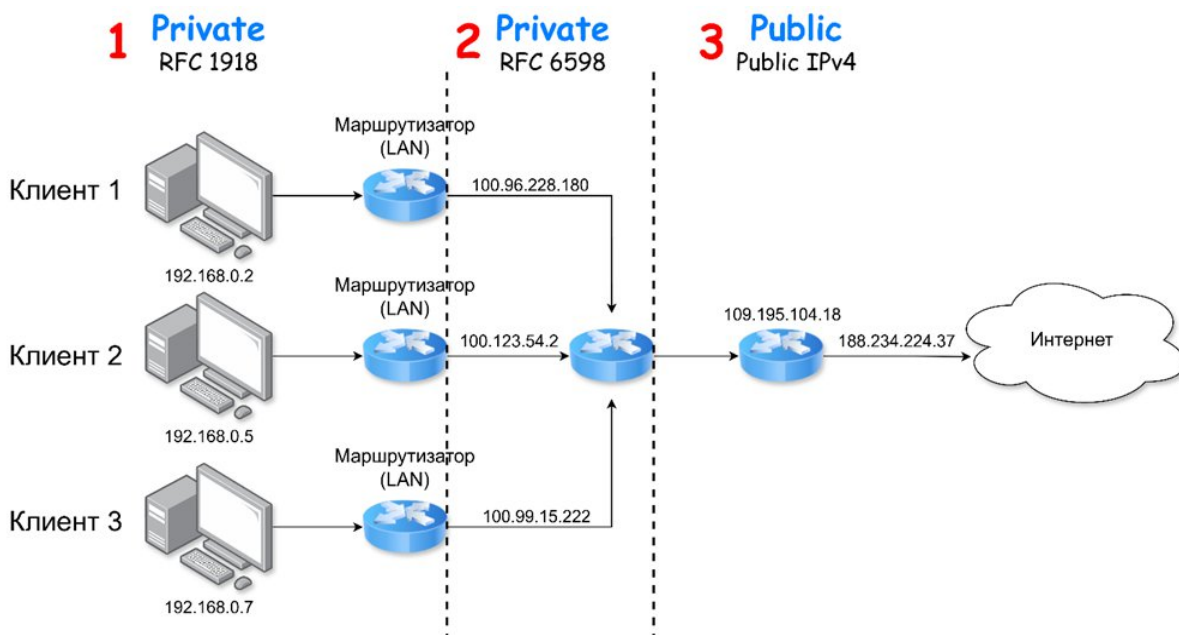 1 Private
RFC 1918
2 Private
RFC 6598
3 Public
Public IPv4
Маршрутизатор
(LAN)
Клиент 1
100.96.228.180
192.168.0.2
Маршрутизатор
(LAN)
109.195.104.18
Клиент 2
100.123.54.2
188.234.224.37
Интернет
192.168.0.5
Маршрутизатор
(LAN)
Клиент 3
100.99.15.222
192.168.0.7